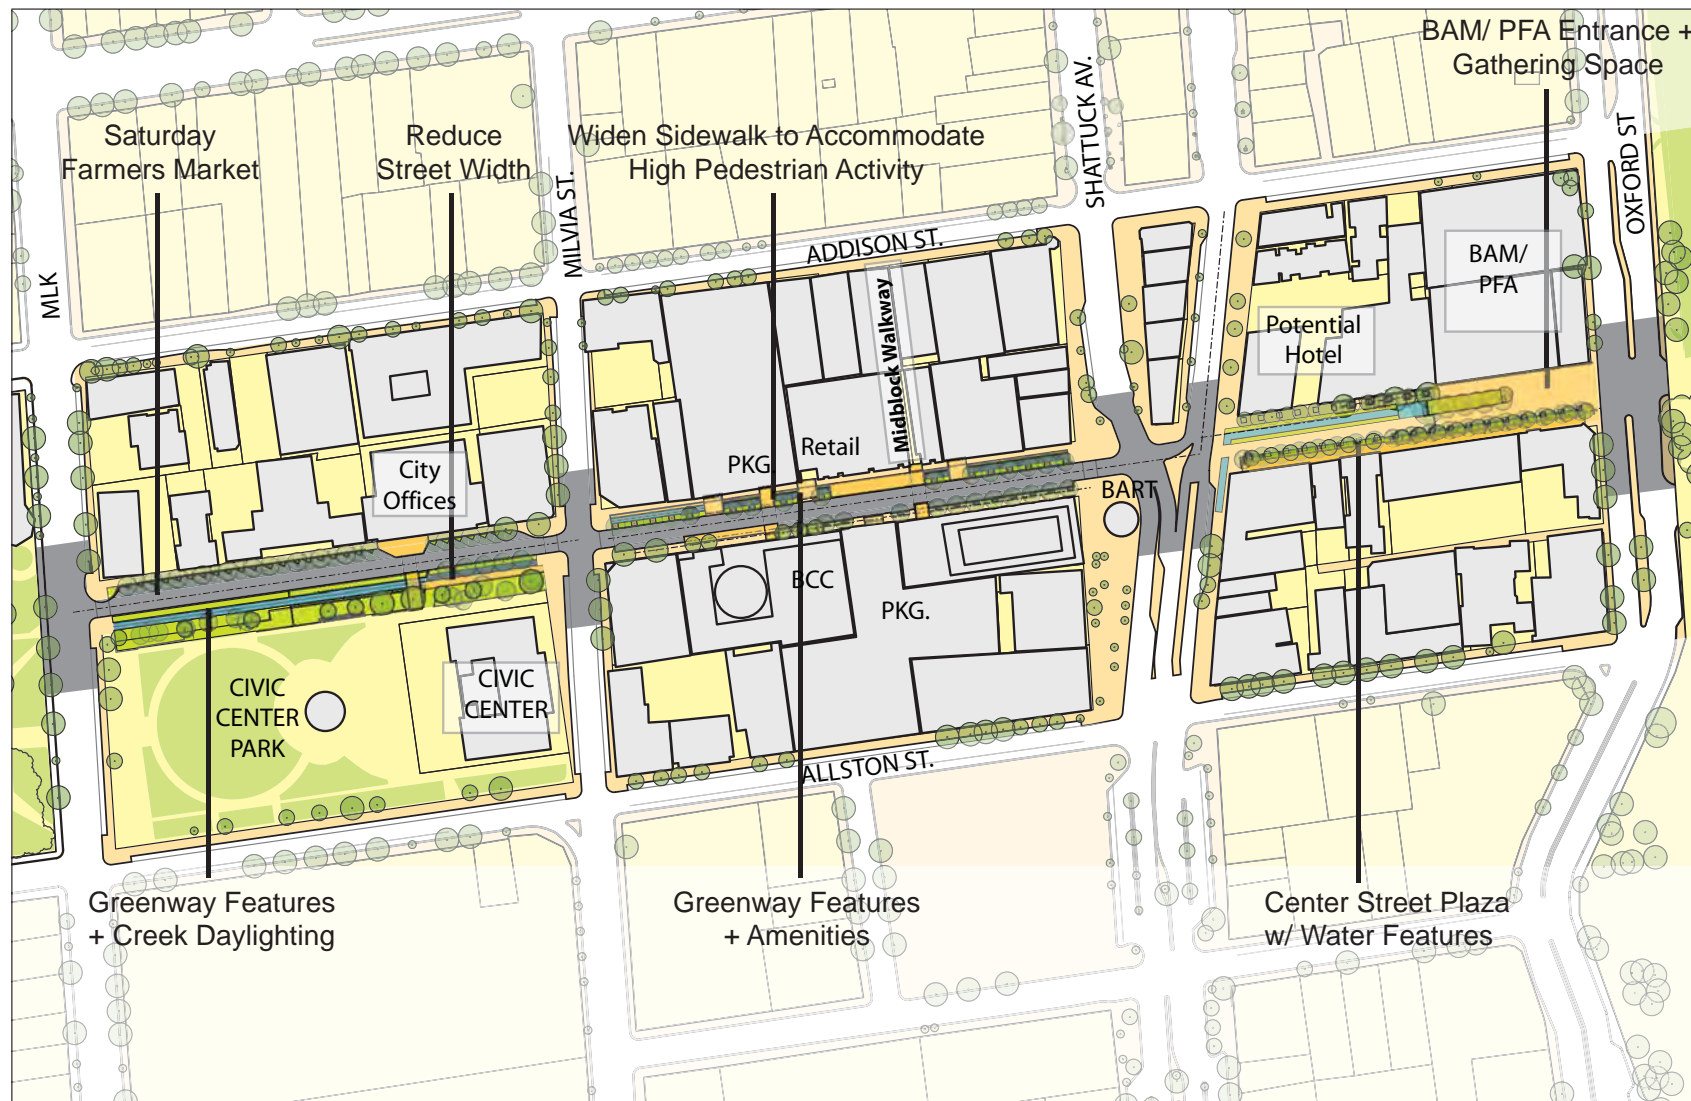 BAM/ PFA Entrance +
Gathering Space
Saturday
Farmers Market
Reduce
Street Width
Widen Sidewalk to Accommodate
High Pedestrian Activity
MLK
MILVIA ST.
SHATTUCK AV.
OXFORD ST
ADDISON ST.
BAM/
PFA
Potential
Hotel
Midblock Walkway
Retail
PKG.
City
Offices
BART
BCC
PKG.
CIVIC
CENTER
PARK
CIVIC
CENTER
ALLSTON ST.
Greenway Features
+ Creek Daylighting
Greenway Features
+ Amenities
Center Street Plaza
w/ Water Features